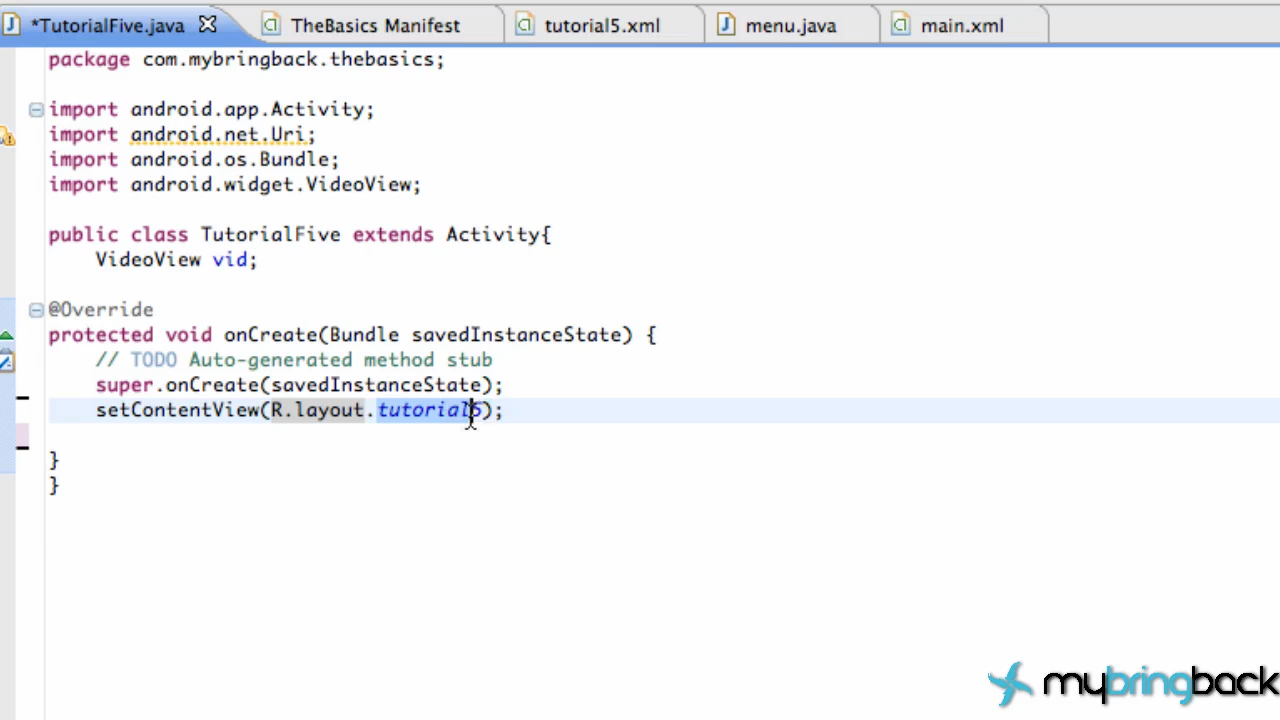 *TutorialFive.java TheBasics Manifest tutorial5.xml menu.java main.xml
package com.mybringback.thebasics;
import android.app.Activity;
import android.net.Uri;
import android.os.Bundle;
import android.widget.VideoView;
public class TutorialFive extends Activity{
VideoView vid;
@Override
protected void onCreate(Bundle savedInstanceState) {
// TODO Auto-generated method stub
super.onCreate(savedInstanceState);
setContentView(R.layout.tutorial5);
}
}
mybringback